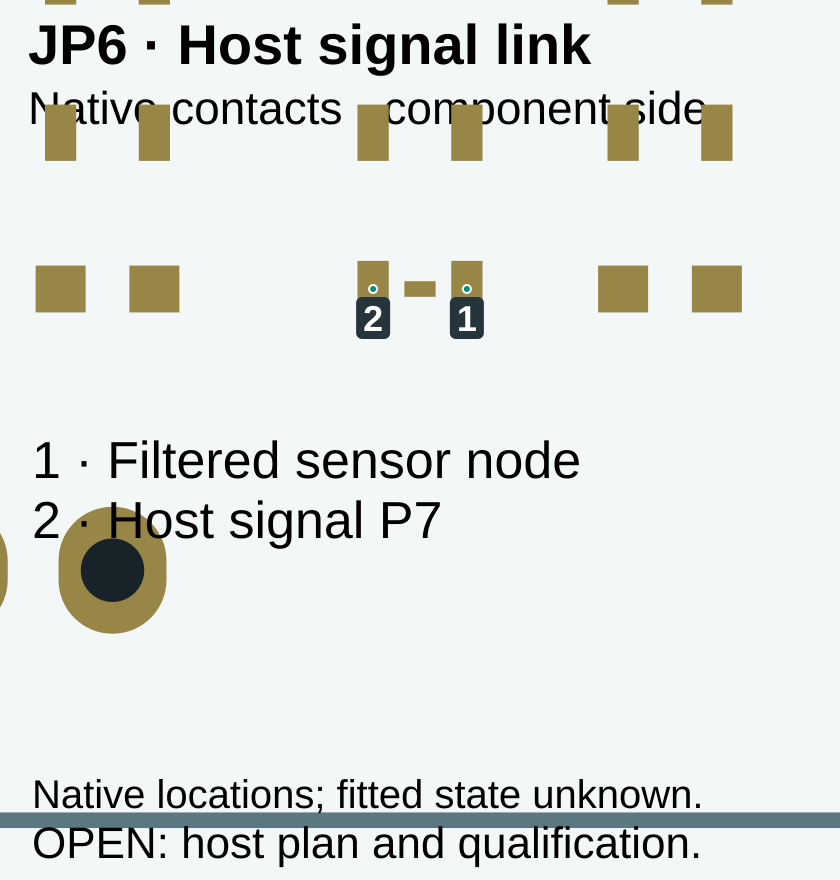 JP6 · Host signal link
Native contacts · component side
2 1
1 · Filtered sensor node
2 · Host signal P7
Native locations; fitted state unknown.
OPEN: host plan and qualification.